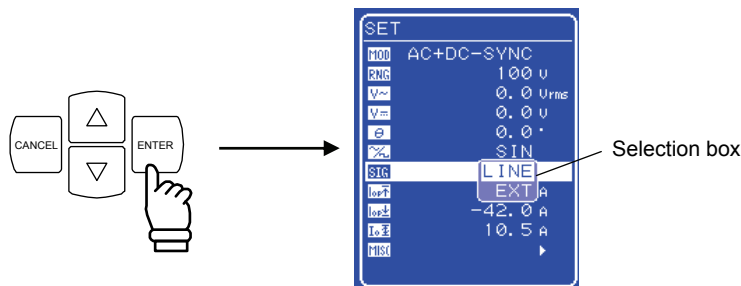 CANCEL
ENTER
SET
MOD AC+DC-SYNC
RNG 100 V
V~ 0.0 Vrms
V⎓ 0.0 V
θ 0.0 °
SIN
SIG LINE
EXT A
-42.0 A
10.5 A
MISC
Selection box